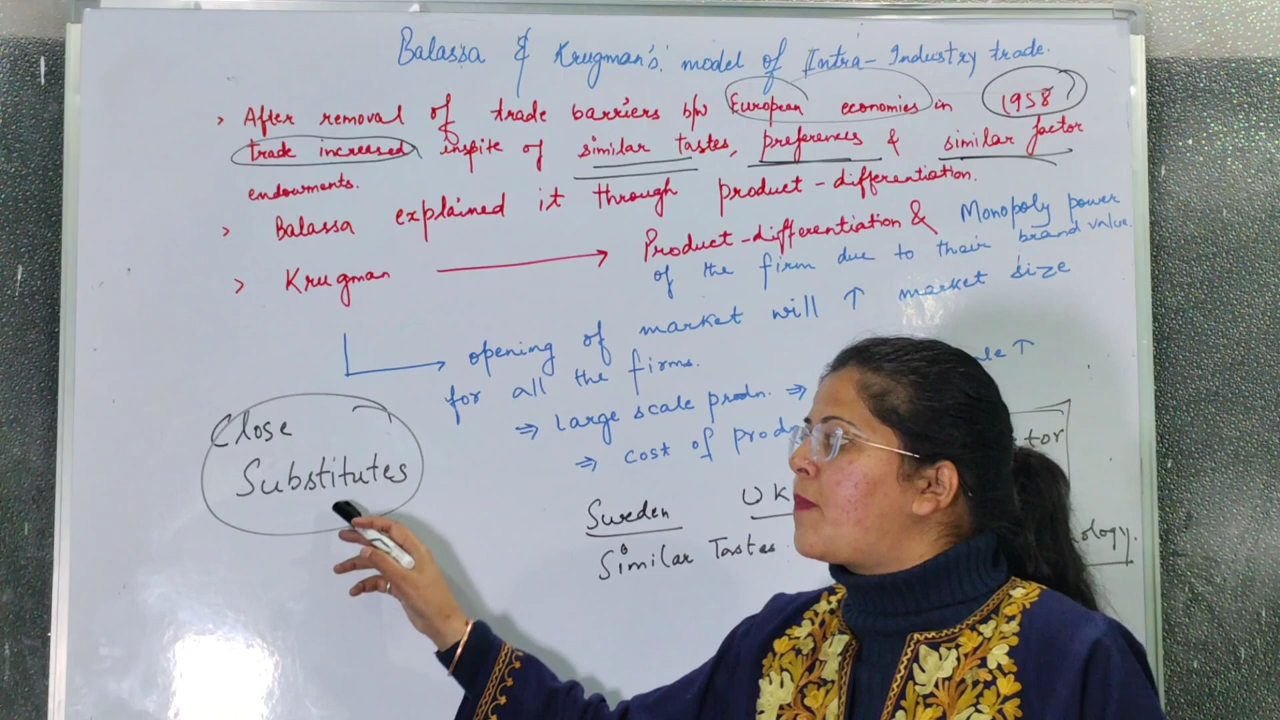 Balassa & Krugman's model of Intra-Industry trade.
> After removal of trade barriers b/w European economies in 1958
trade increased inspite of similar tastes, preferences & similar factor
endowments.
> Balassa explained it through product-differentiation.
> Krugman → Product-differentiation & Monopoly power
of the firm due to their brand value.
→ opening of market will ↑ market size
for all the firms.
⇒ Large scale prodn. ⇒ ↑
⇒ cost of prodn
Close
Substitutes
Sweden UK
Similar Tastes